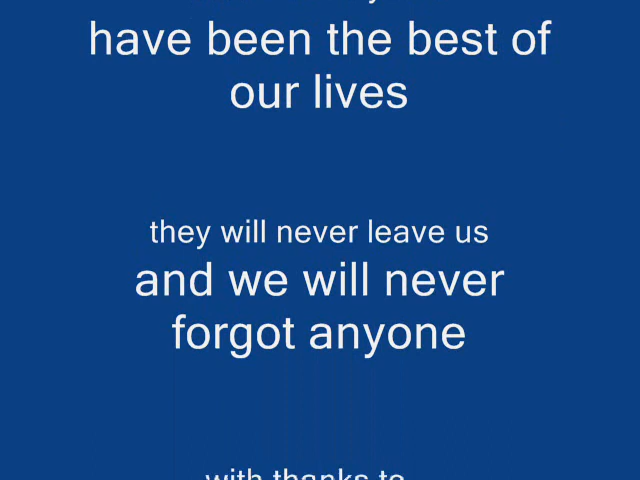 have been the best of
our lives
they will never leave us
and we will never
forgot anyone
with thanks to